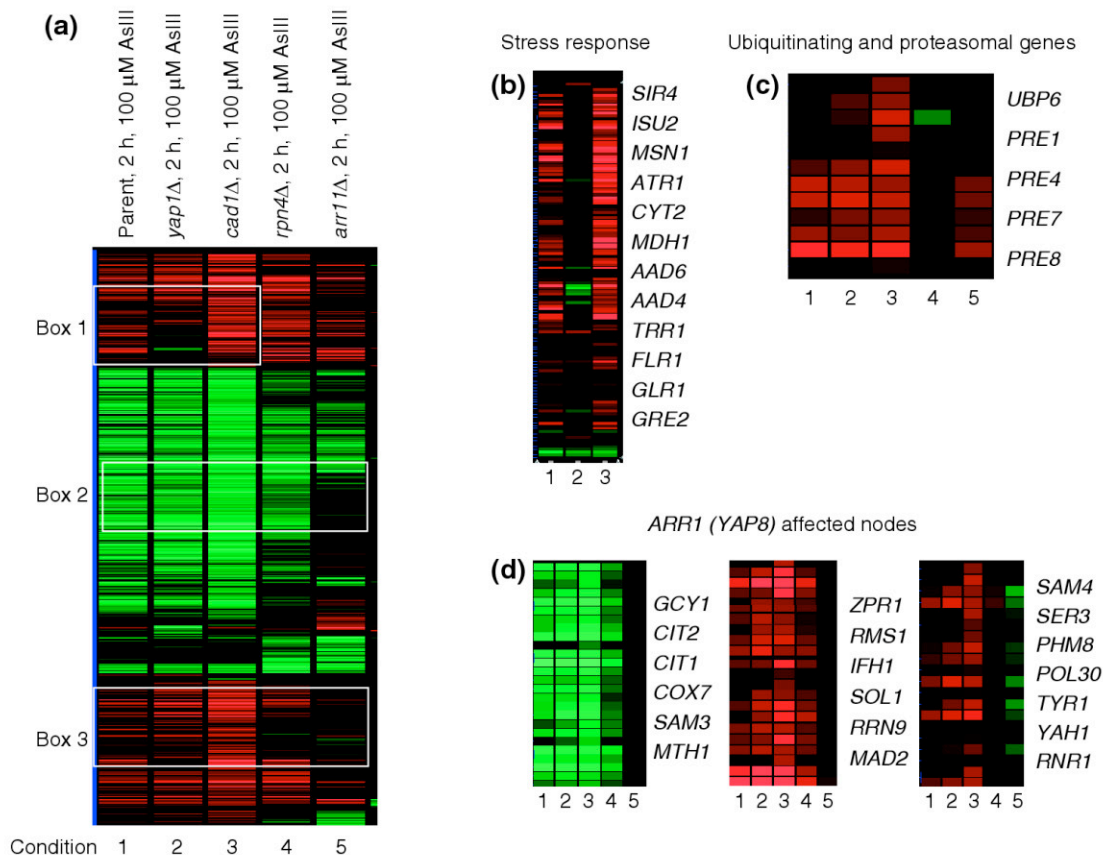 (a)
Parent, 2 h, 100 μM AsIII
yap1Δ, 2 h, 100 μM AsIII
cad1Δ, 2 h, 100 μM AsIII
rpn4Δ, 2 h, 100 μM AsIII
arr11Δ, 2 h, 100 μM AsIII
Box 1
Box 2
Box 3
Condition 1 2 3 4 5
Stress response
(b)
SIR4
ISU2
MSN1
ATR1
CYT2
MDH1
AAD6
AAD4
TRR1
FLR1
GLR1
GRE2
1 2 3
Ubiquitinating and proteasomal genes
(c)
UBP6
PRE1
PRE4
PRE7
PRE8
1 2 3 4 5
ARR1 (YAP8) affected nodes
(d)
GCY1
CIT2
CIT1
COX7
SAM3
MTH1
1 2 3 4 5
ZPR1
RMS1
IFH1
SOL1
RRN9
MAD2
1 2 3 4 5
SAM4
SER3
PHM8
POL30
TYR1
YAH1
RNR1
1 2 3 4 5